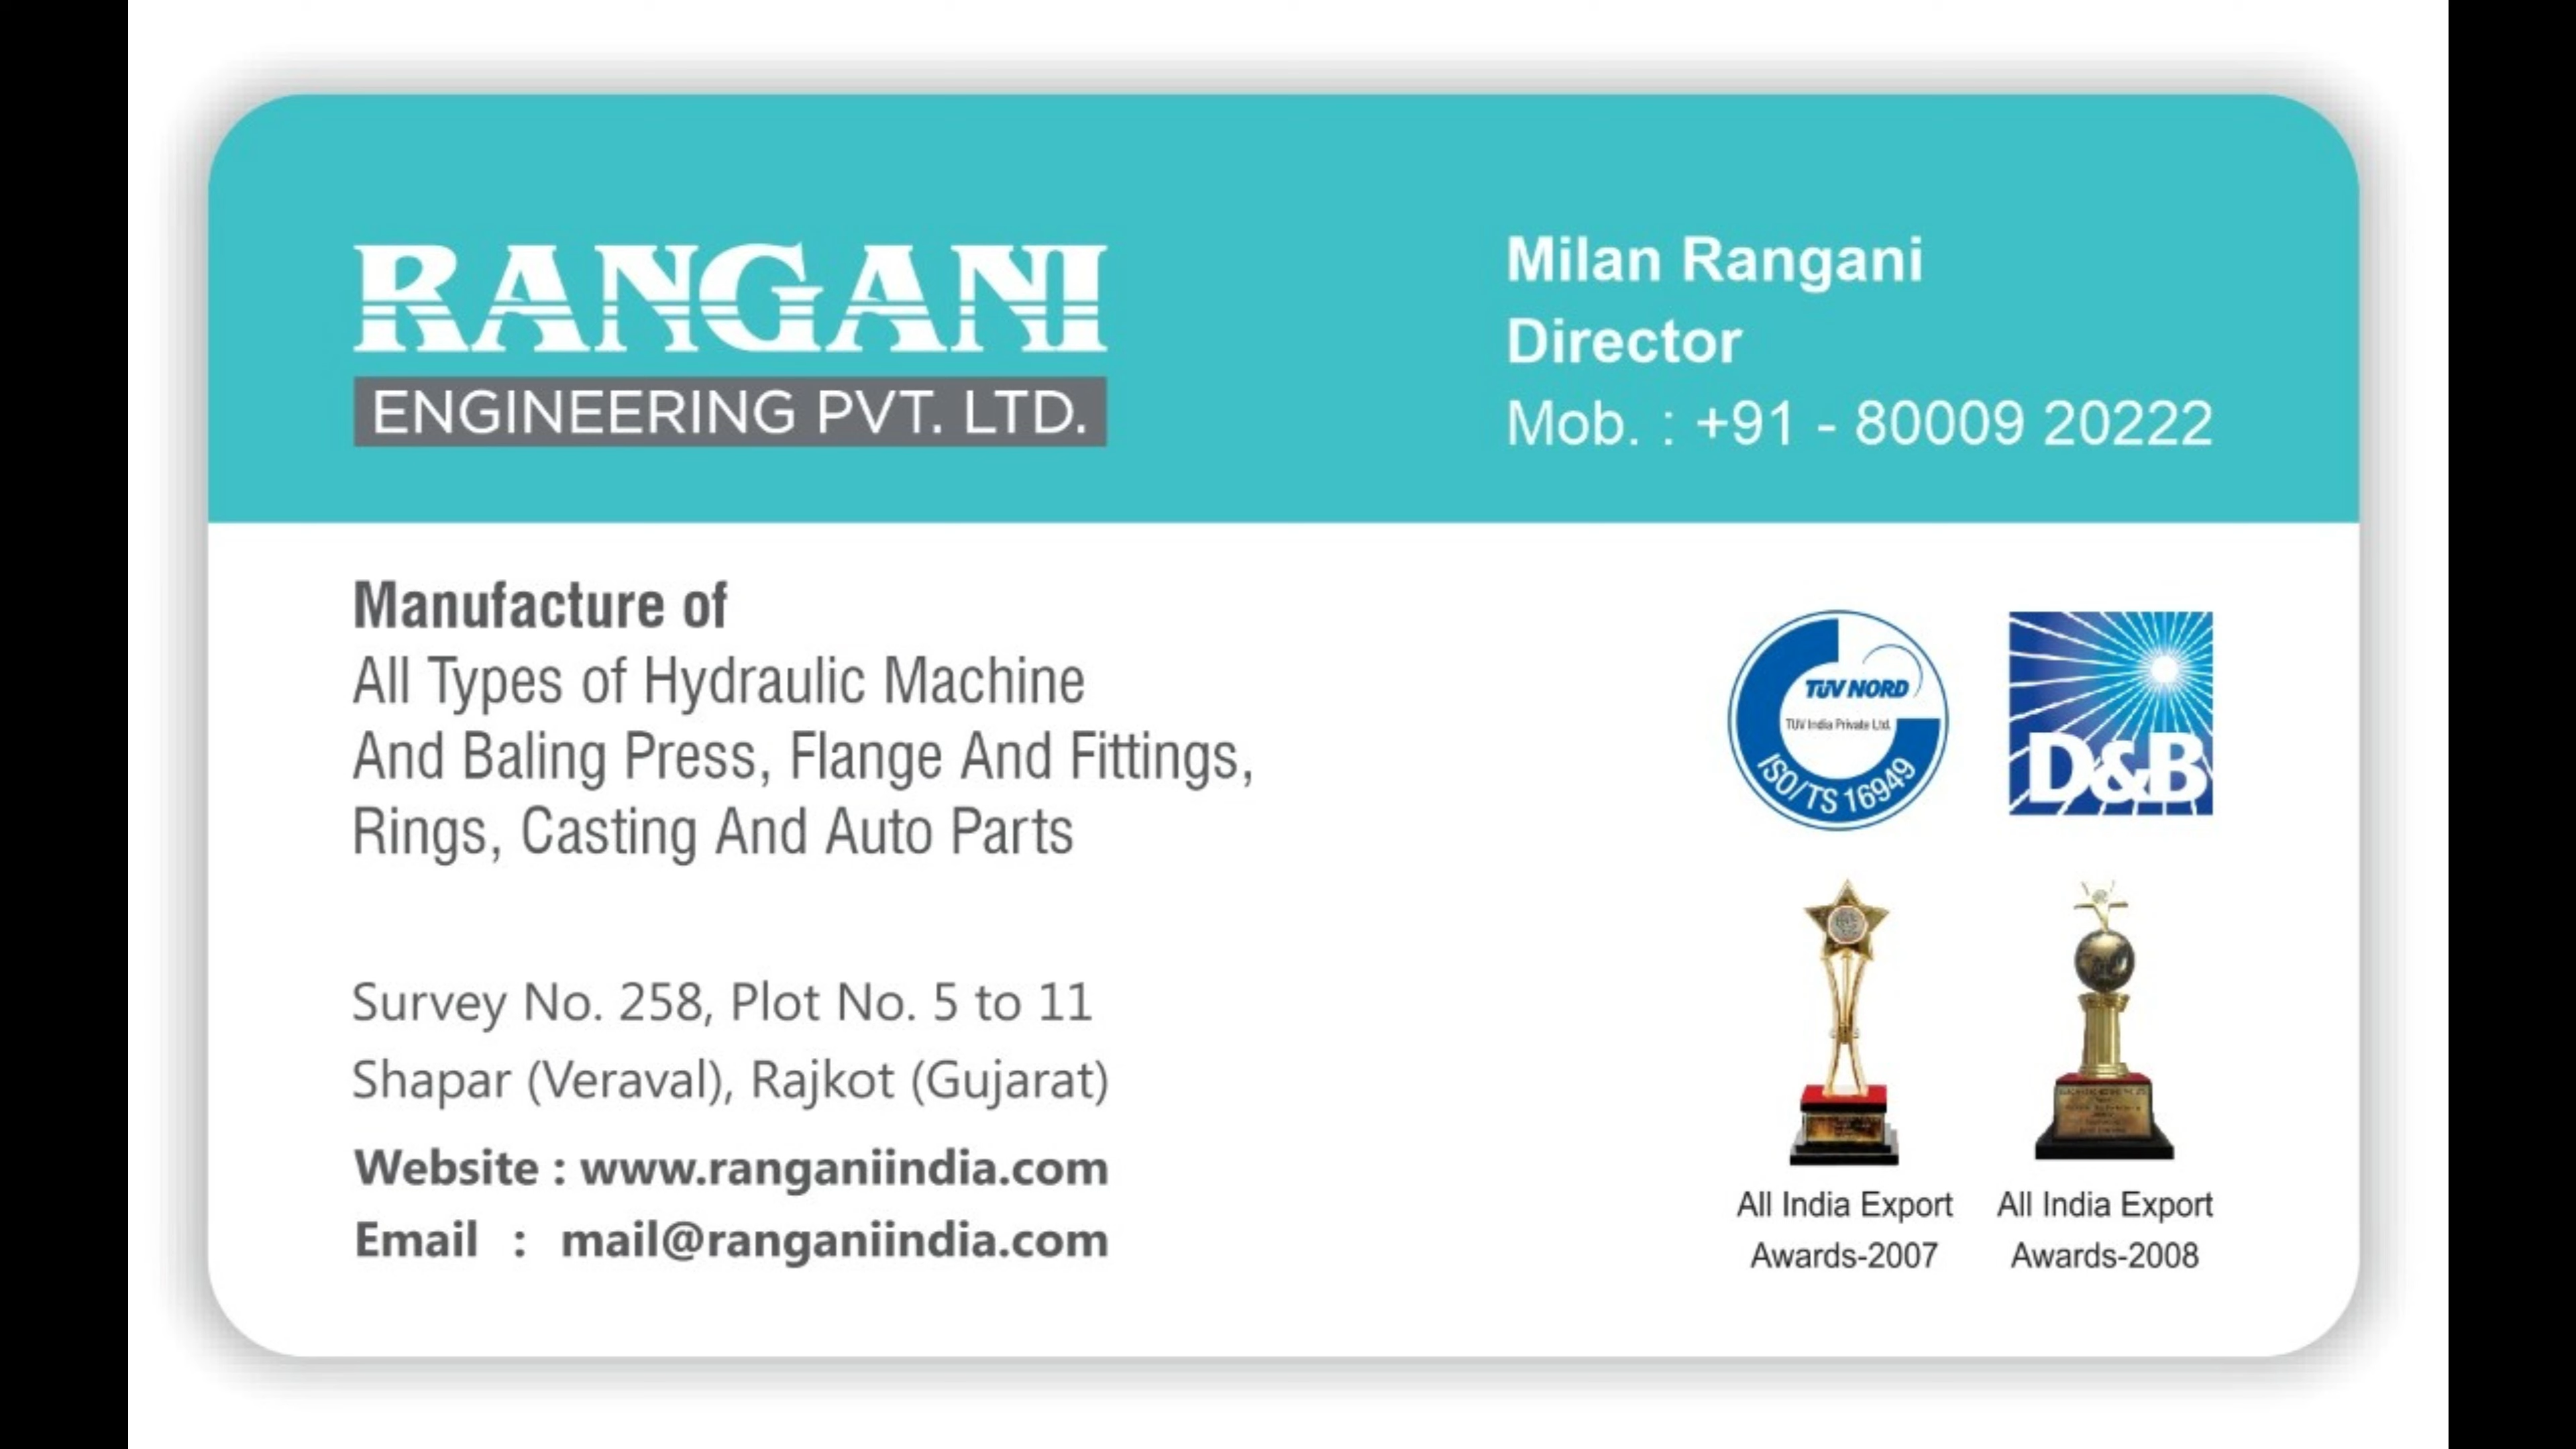 RANGANI
ENGINEERING PVT. LTD.
Milan Rangani
Director
Mob. : +91 - 80009 20222
Manufacture of
All Types of Hydraulic Machine
And Baling Press, Flange And Fittings,
Rings, Casting And Auto Parts
Survey No. 258, Plot No. 5 to 11
Shapar (Veraval), Rajkot (Gujarat)
Website : www.ranganiindia.com
Email : mail@ranganiindia.com
TÜV NORD
TUV India Private Ltd.
ISO/TS 16949
D&B
All India Export
Awards-2007
All India Export
Awards-2008